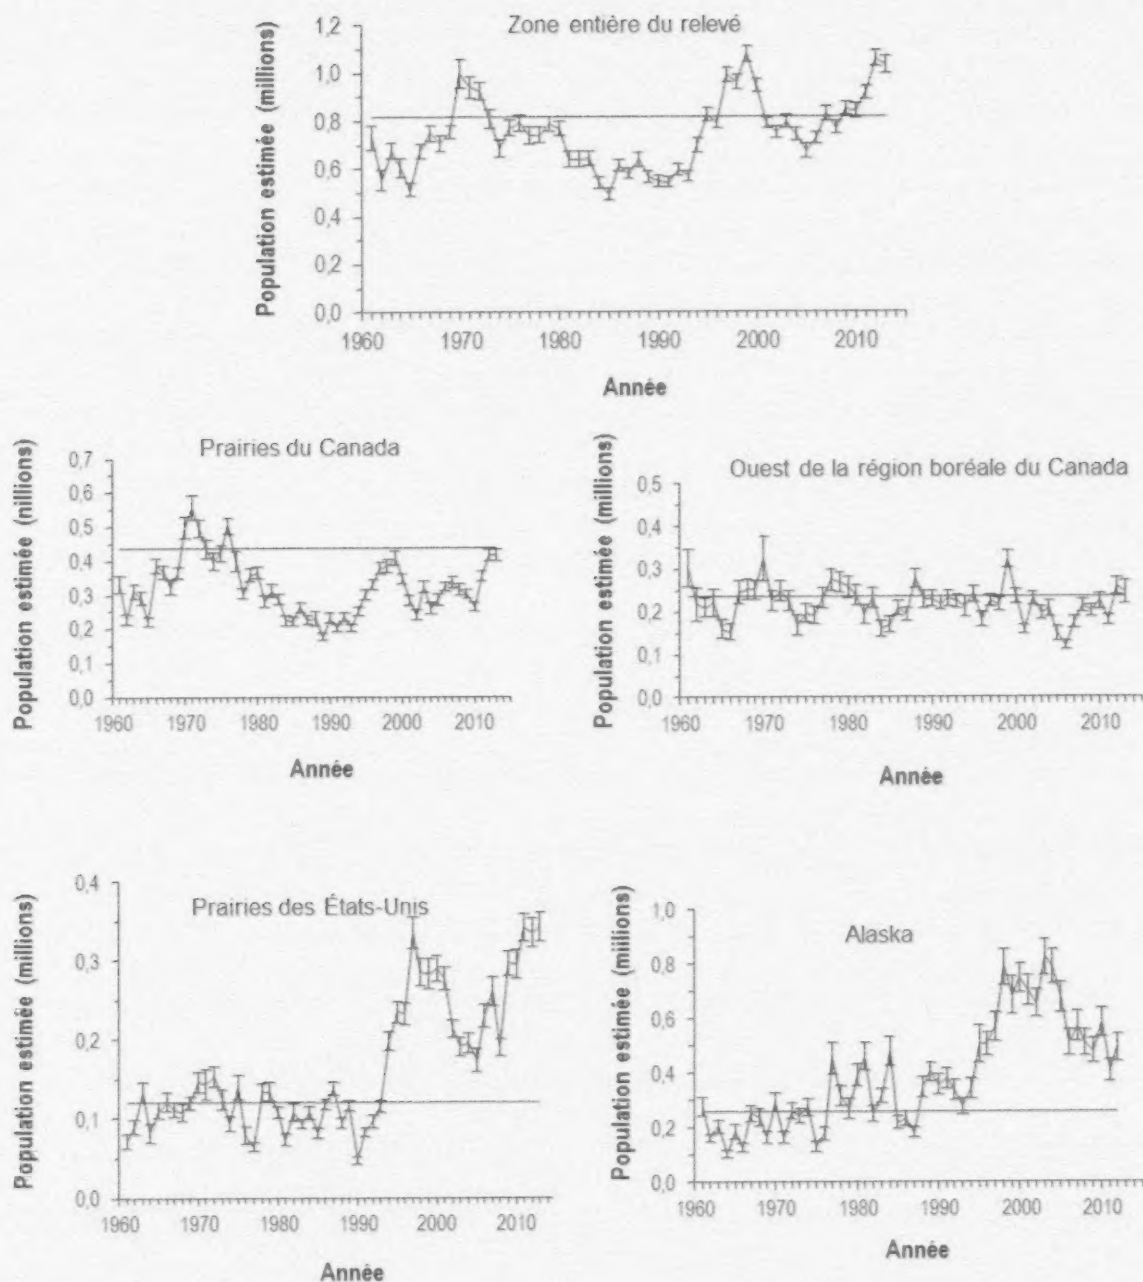 Zone entière du relevé
Population estimée (millions)
1,2
1,0
0,8
0,6
0,4
0,2
0,0
1960 1970 1980 1990 2000 2010
Année
Prairies du Canada
Population estimée (nillions)
0,7
0,6
0,5
0,4
0,3
0,2
0,1
0,0
1960 1970 1980 1990 2000 2010
Année
Ouest de la région boréale du Canada
Population estimée (millions)
0,5
0,4
0,3
0,2
0,1
0,0
1960 1970 1980 1990 2000 2010
Année
Prairies des États-Unis
Population estimée (millions)
0,4
0,3
0,2
0,1
0,0
1960 1970 1980 1990 2000 2010
Année
Alaska
Population estimée (millions)
1,0
0,8
0,6
0,4
0,2
0,0
1960 1970 1980 1990 2000 2010
Année